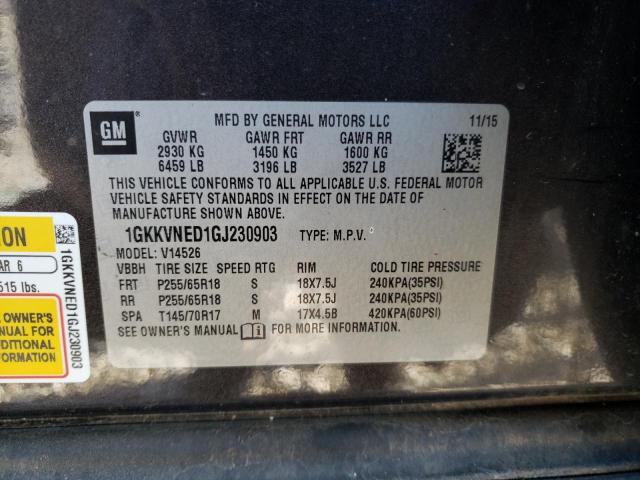 GM
MFD BY GENERAL MOTORS LLC 11/15
GVWR GAWR FRT GAWR RR
2930 KG 1450 KG 1600 KG
6459 LB 3196 LB 3527 LB
THIS VEHICLE CONFORMS TO ALL APPLICABLE U.S. FEDERAL MOTOR
VEHICLE SAFETY STANDARDS IN EFFECT ON THE DATE OF
MANUFACTURE SHOWN ABOVE.
1GKKVNED1GJ230903 TYPE: M.P.V.
MODEL: V14526
VBBH TIRE SIZE SPEED RTG RIM COLD TIRE PRESSURE
FRT P255/65R18 S 18X7.5J 240KPA(35PSI)
RR P255/65R18 S 18X7.5J 240KPA(35PSI)
SPA T145/70R17 M 17X4.5B 420KPA(60PSI)
SEE OWNER'S MANUAL FOR MORE INFORMATION.
ION
AR 6
515 lbs.
OWNER'S
MANUAL FOR
ADDITIONAL
INFORMATION
1GKKVNED1GJ230903